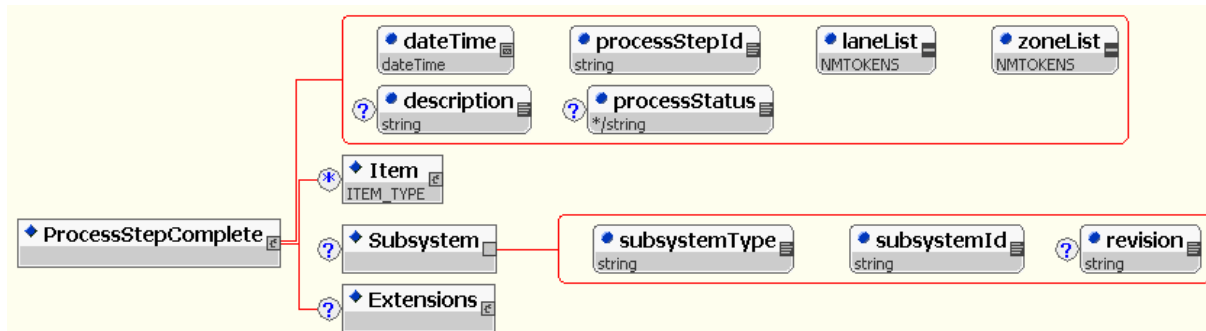 dateTime
dateTime
processStepId
string
laneList
NMTOKENS
zoneList
NMTOKENS
?
description
string
?
processStatus
*/string
*
Item
ITEM_TYPE
ProcessStepComplete
?
Subsystem
subsystemType
string
subsystemId
string
?
revision
string
?
Extensions